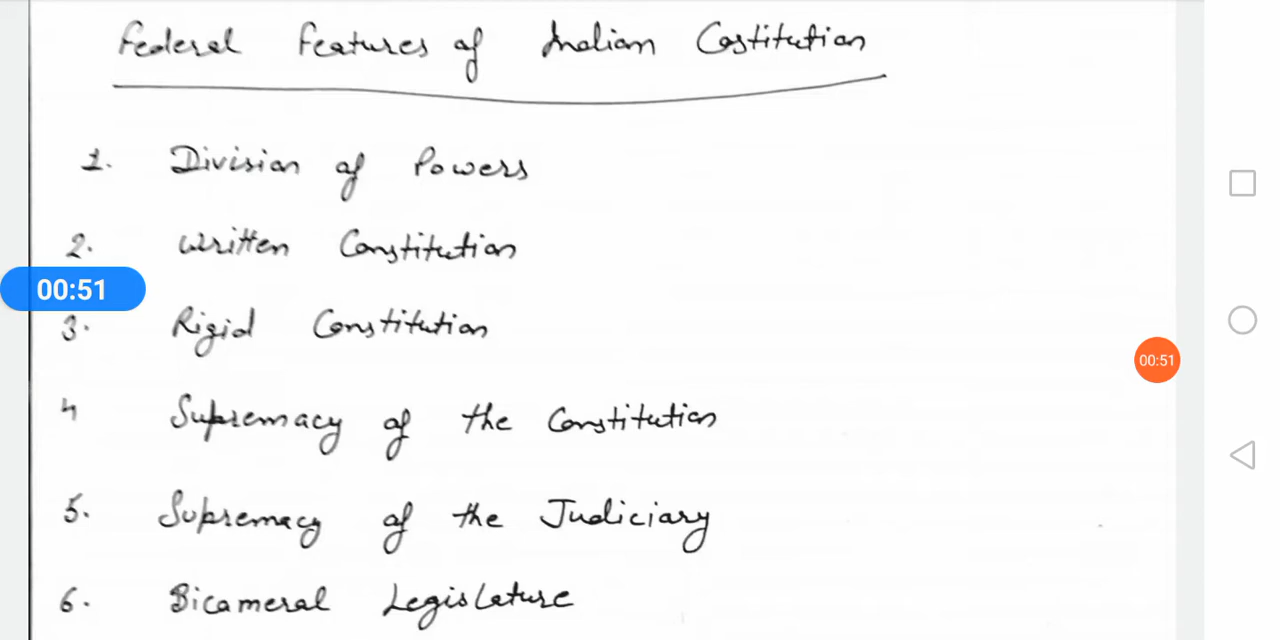 Federal Features of Indian Costitution
1. Division of Powers
2. Written Constitution
00:51
3. Rigid Constitution
00:51
4 Supremacy of the Constitution
5. Supremacy of the Judiciary
6. Bicameral Legislature